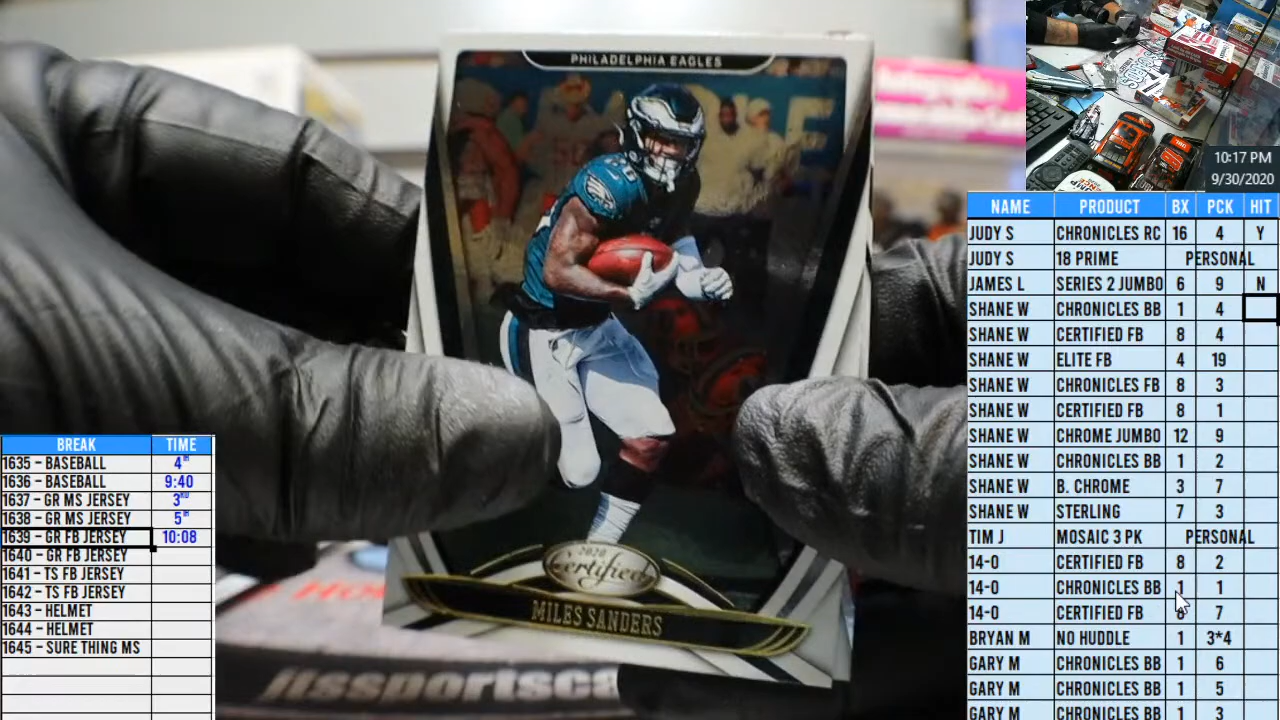 PHILADELPHIA EAGLES
2020
certified
MILES SANDERS
itssportsca
10:17 PM
9/30/2020
NAME PRODUCT BX PCK HIT
JUDY S CHRONICLES RC 16 4 Y
JUDY S 18 PRIME PERSONAL
JAMES L SERIES 2 JUMBO 6 9 N
SHANE W CHRONICLES BB 1 4
SHANE W CERTIFIED FB 8 4
SHANE W ELITE FB 4 19
SHANE W CHRONICLES FB 8 3
SHANE W CERTIFIED FB 8 1
SHANE W CHROME JUMBO 12 9
SHANE W CHRONICLES BB 1 2
SHANE W B. CHROME 3 7
SHANE W STERLING 7 3
TIM J MOSAIC 3 PK PERSONAL
14-0 CERTIFIED FB 8 2
14-0 CHRONICLES BB 1 1
14-0 CERTIFIED FB 8 7
BRYAN M NO HUDDLE 1 3*4
GARY M CHRONICLES BB 1 6
GARY M CHRONICLES BB 1 5
GARY M CHRONICLES BB 1 3
BREAK TIME
1635 – BASEBALL 4TH
1636 – BASEBALL 9:40
1637 – GR MS JERSEY 3RD
1638 – GR MS JERSEY 5TH
1639 – GR FB JERSEY 10:08
1640 – GR FB JERSEY
1641 – TS FB JERSEY
1642 – TS FB JERSEY
1643 – HELMET
1644 – HELMET
1645 – SURE THING MS